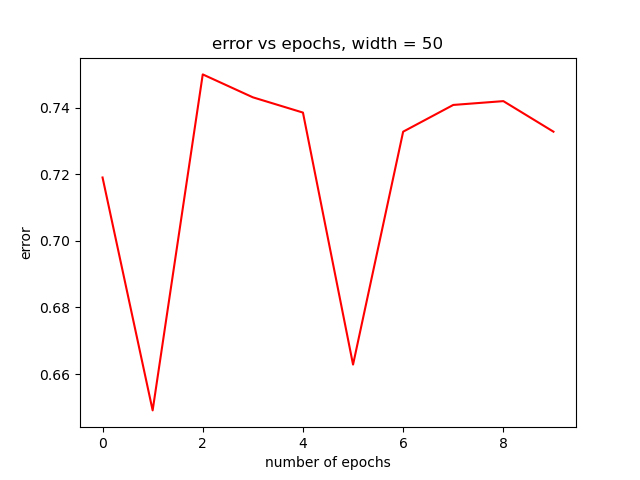 error vs epochs, width = 50
0.74
0.72
0.70
0.68
0.66
error
0 2 4 6 8
number of epochs